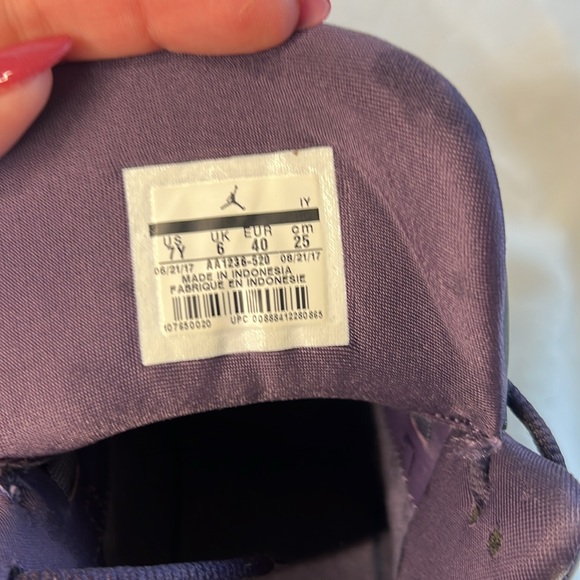 IY
US UK EUR cm
7Y 6 40 25
06/21/17 AA1236-520 08/21/17
MADE IN INDONESIA
FABRIQUE EN INDONESIE
107650020 UPC 00888412280865